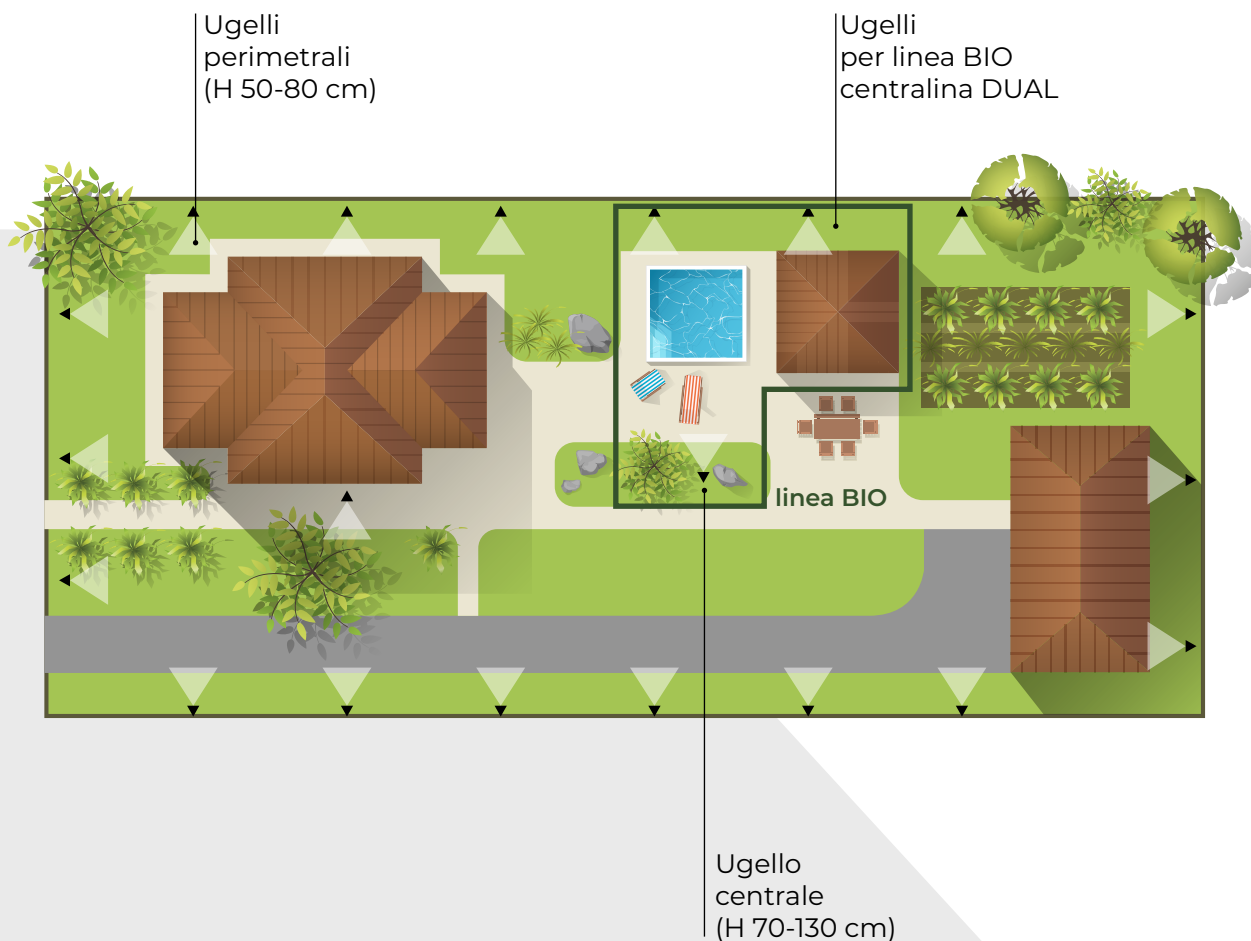 Ugelli
perimetrali
(H 50-80 cm)
Ugelli
per linea BIO
centralina DUAL
linea BIO
Ugello
centrale
(H 70-130 cm)